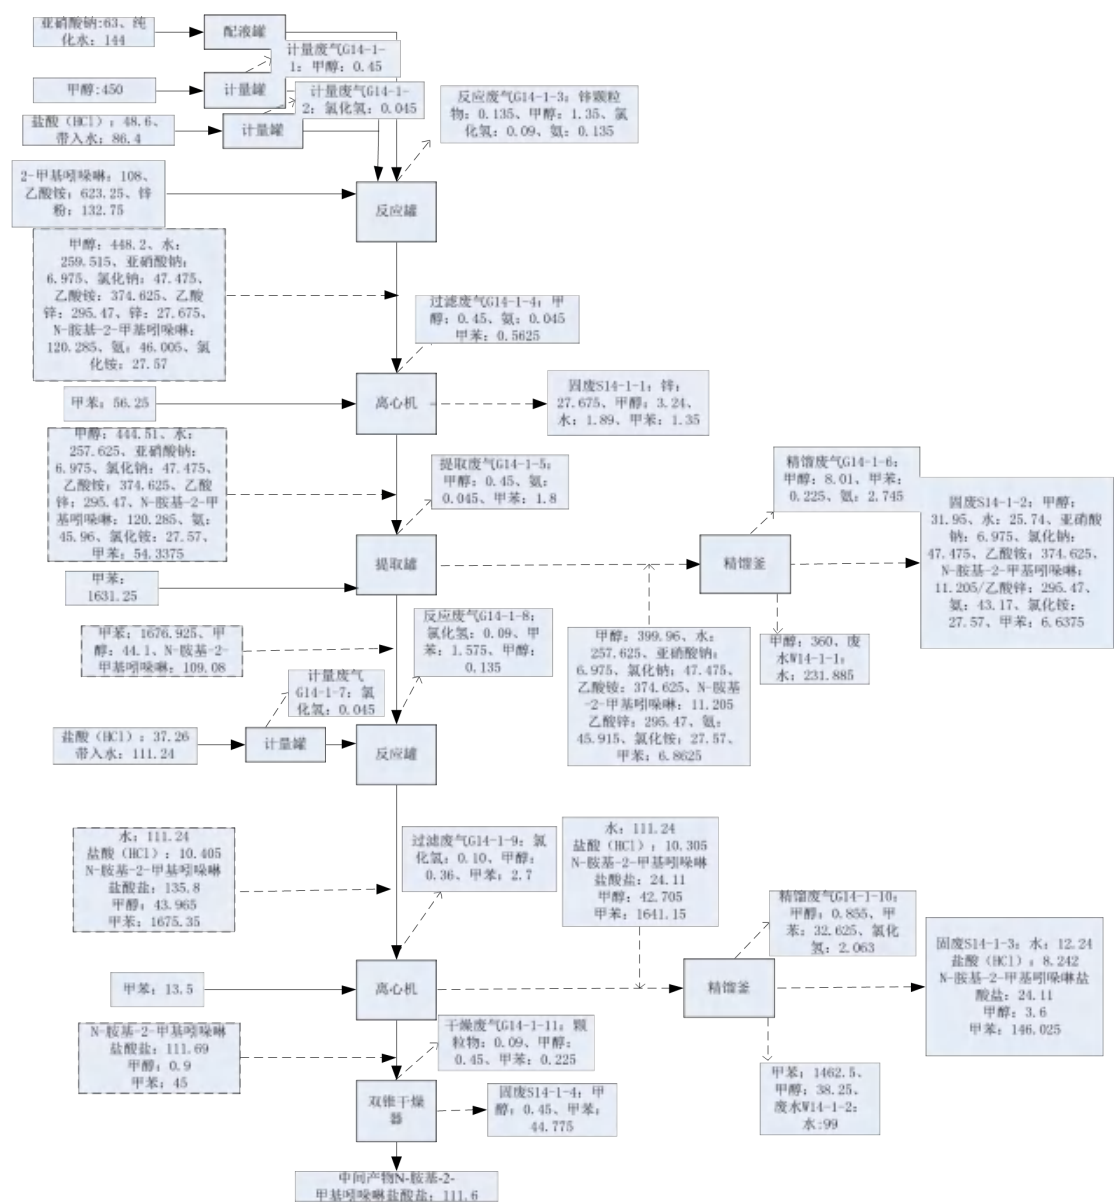 亚硝酸钠:63、纯
化水：144
配液罐
计量废气G14-1-
1：甲醇：0.45
甲醇:450
计量罐
计量废气G14-1-
2：氯化氢：0.045
盐酸（HCl）：48.6、
带入水：86.4
计量罐
反应废气G14-1-3：锌颗粒
物：0.135、甲醇：1.35、氯
化氢：0.09、氨：0.135
2-甲基吲哚啉：108、
乙酸铵：623.25、锌
粉：132.75
反应罐
甲醇：448.2、水：
259.515、亚硝酸钠：
6.975、氯化钠：47.475、
乙酸铵：374.625、乙酸
锌：295.47、锌：27.675、
N-胺基-2-甲基吲哚啉：
120.285、氨：46.005、氯
化铵：27.57
过滤废气G14-1-4：甲
醇：0.45、氨：0.045
甲苯：0.5625
甲苯：56.25
离心机
固废S14-1-1：锌：
27.675、甲醇：3.24、
水：1.89、甲苯：1.35
甲醇：444.51、水：
257.625、亚硝酸钠：
6.975、氯化钠：47.475、
乙酸铵：374.625、乙酸
锌：295.47、N-胺基-2-甲
基吲哚啉：120.285、氨：
45.96、氯化铵：27.57、
甲苯：54.3375
提取废气G14-1-5：
甲醇：0.45、氨：
0.045、甲苯：1.8
精馏废气G14-1-6：
甲醇：8.01、甲苯：
0.225、氨：2.745
固废S14-1-2：甲醇：
31.95、水：25.74、亚硝酸
钠：6.975、氯化钠：
47.475、乙酸铵：374.625、
N-胺基-2-甲基吲哚啉：
11.205/乙酸锌：295.47、
氨：43.17、氯化铵：
27.57、甲苯：6.6375
提取罐
精馏釜
甲苯：
1631.25
甲苯：1676.925、甲
醇：44.1、N-胺基-2-
甲基吲哚啉：109.08
反应废气G14-1-8：
氯化氢：0.09、甲
苯：1.575、甲醇：
0.135
甲醇：399.96、水：
257.625、亚硝酸钠：
6.975、氯化钠：47.475、
乙酸铵：374.625、N-胺基
-2-甲基吲哚啉：11.205
乙酸锌：295.47、氨：
45.915、氯化铵：27.57、
甲苯：6.8625
甲醇：360、废
水W14-1-1：
水：231.885
计量废气
G14-1-7：氯
化氢：0.045
盐酸（HCl）：37.26
带入水：111.24
计量罐
反应罐
水：111.24
盐酸（HCl）：10.405
N-胺基-2-甲基吲哚啉
盐酸盐：135.8
甲醇：43.965
甲苯：1675.35
过滤废气G14-1-9：氯
化氢：0.10、甲醇：
0.36、甲苯：2.7
水：111.24
盐酸（HCl）：10.305
N-胺基-2-甲基吲哚啉
盐酸盐：24.11
甲醇：42.705
甲苯：1641.15
精馏废气G14-1-10：
甲醇：0.855、甲
苯：32.625、氯化
氢：2.063
固废S14-1-3：水：12.24
盐酸（HCl）：8.242
N-胺基-2-甲基吲哚啉盐
酸盐：24.11
甲醇：3.6
甲苯：146.025
甲苯：13.5
离心机
精馏釜
N-胺基-2-甲基吲哚啉
盐酸盐：111.69
甲醇：0.9
甲苯：45
干燥废气G14-1-11：颗
粒物：0.09、甲醇：
0.45、甲苯：0.225
甲苯：1462.5、
甲醇：38.25、
废水W14-1-2：
水:99
双锥干燥
器
固废S14-1-4：甲
醇：0.45、甲苯：
44.775
中间产物N-胺基-2-
甲基吲哚啉盐酸盐：111.6